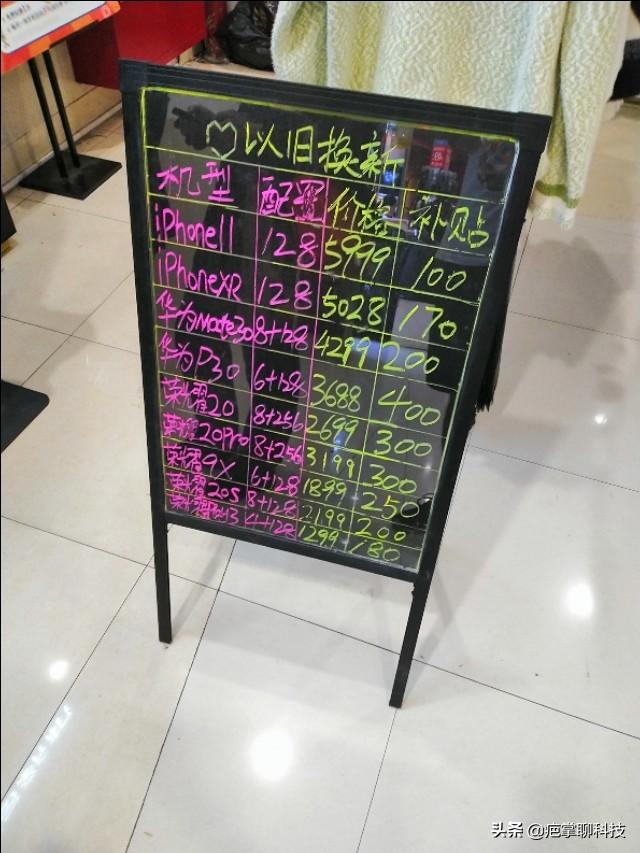 以旧换新
机型 配置 价格 补贴
iPhone11 128 5999 100
iPhoneXR 128 5028 170
华为Mate30 8+128 4299 200
华为P30 6+128 3688 400
荣耀20 8+256 2699 300
荣耀20pro 8+256 3199 300
荣耀9X 6+128 1899 250
荣耀20S 8+128 2199 200
荣耀 4+128 1299 180
头条 @疤掌聊科技